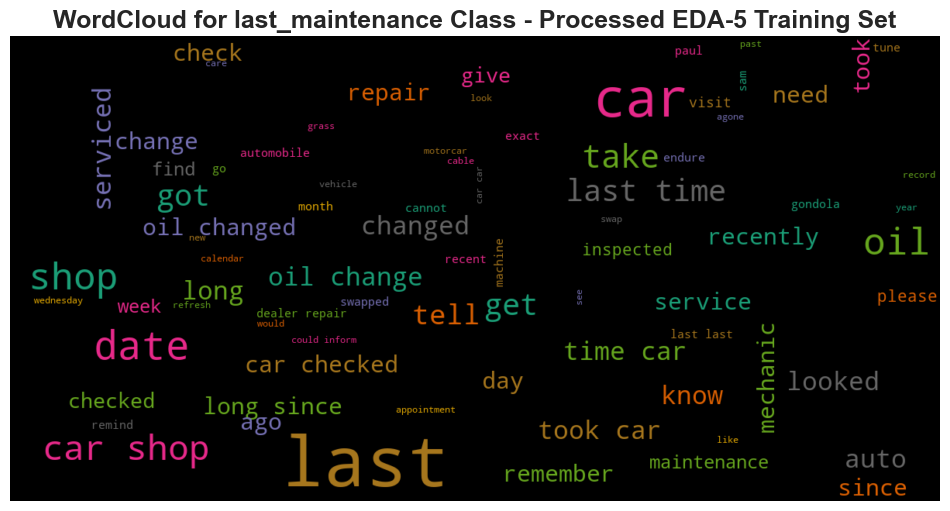 WordCloud for last_maintenance Class - Processed EDA-5 Training Set
check
care
repair
give
look
paul
past
sam
took
tune
car
visit
need
agone
serviced
change
grass
automobile
exact
motorcar
cable
take
endure
find
go
vehicle
car car
last time
record
got
month
cannot
gondola
year
oil changed
new
changed
swap
inspected
recently
oil
shop
calendar
oil change
recent
machine
wednesday
week
long
refresh
swapped
get
see
service
please
dealer repair
would
tell
date
could inform
last last
car checked
time car
mechanic
day
looked
checked
long since
know
appointment
remind
ago
took car
like
car shop
last
remember
maintenance
auto
since